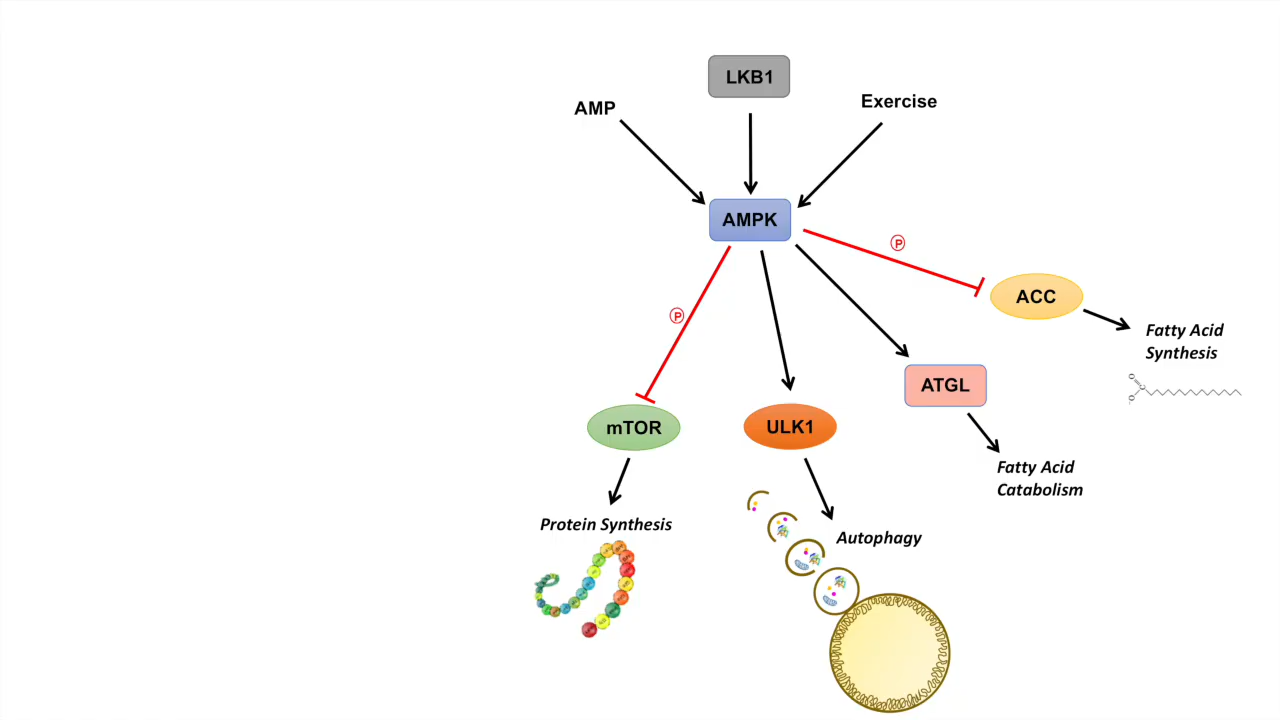 LKB1
AMP
Exercise
AMPK
P
P
ACC
Fatty Acid
Synthesis
ATGL
mTOR
ULK1
Fatty Acid
Catabolism
Protein Synthesis
Autophagy